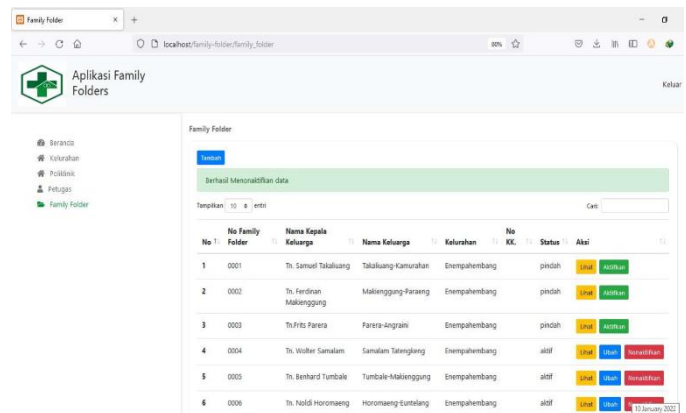 Family Folder
localhost/family-folder/family_folder
80%
Aplikasi Family
Folders
Keluar
Beranda
Kelurahan
Poliklinik
Petugas
Family Folder
Family Folder
Tambah
Berhasil Menonaktifkan data
Tampilkan 10 entri
Cari:
No No Family Folder Nama Kepala Keluarga Nama Keluarga Kelurahan No KK. Status Aksi
1 0001 Tn. Samuel Takaliuang Takaliuang-Kamurahan Enempahembang pindah Lihat Aktifkan
2 0002 Tn. Ferdinan Makienggung Makienggung-Paraeng Enempahembang pindah Lihat Aktifkan
3 0003 Tn.Frits Parera Parera-Angraini Enempahembang pindah Lihat Aktifkan
4 0004 Tn. Wolter Samalam Samalam Tatengkeng Enempahembang aktif Lihat Ubah Nonaktifkan
5 0005 Tn. Benhard Tumbale Tumbale-Makienggung Enempahembang aktif Lihat Ubah Nonaktifkan
6 0006 Tn. Noldi Horomaeng Horomaeng-Euntelang Enempahembang aktif Lihat Ubah
10 January 2022